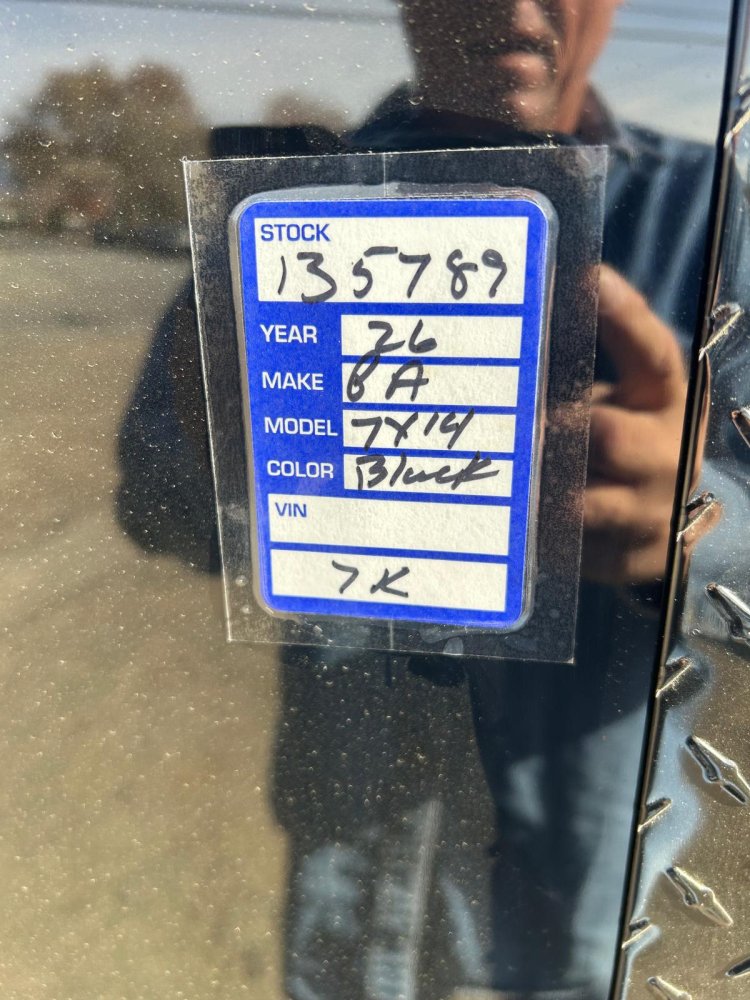 STOCK
135789
YEAR 26
MAKE BA
MODEL 7X14
COLOR Black
VIN
7K